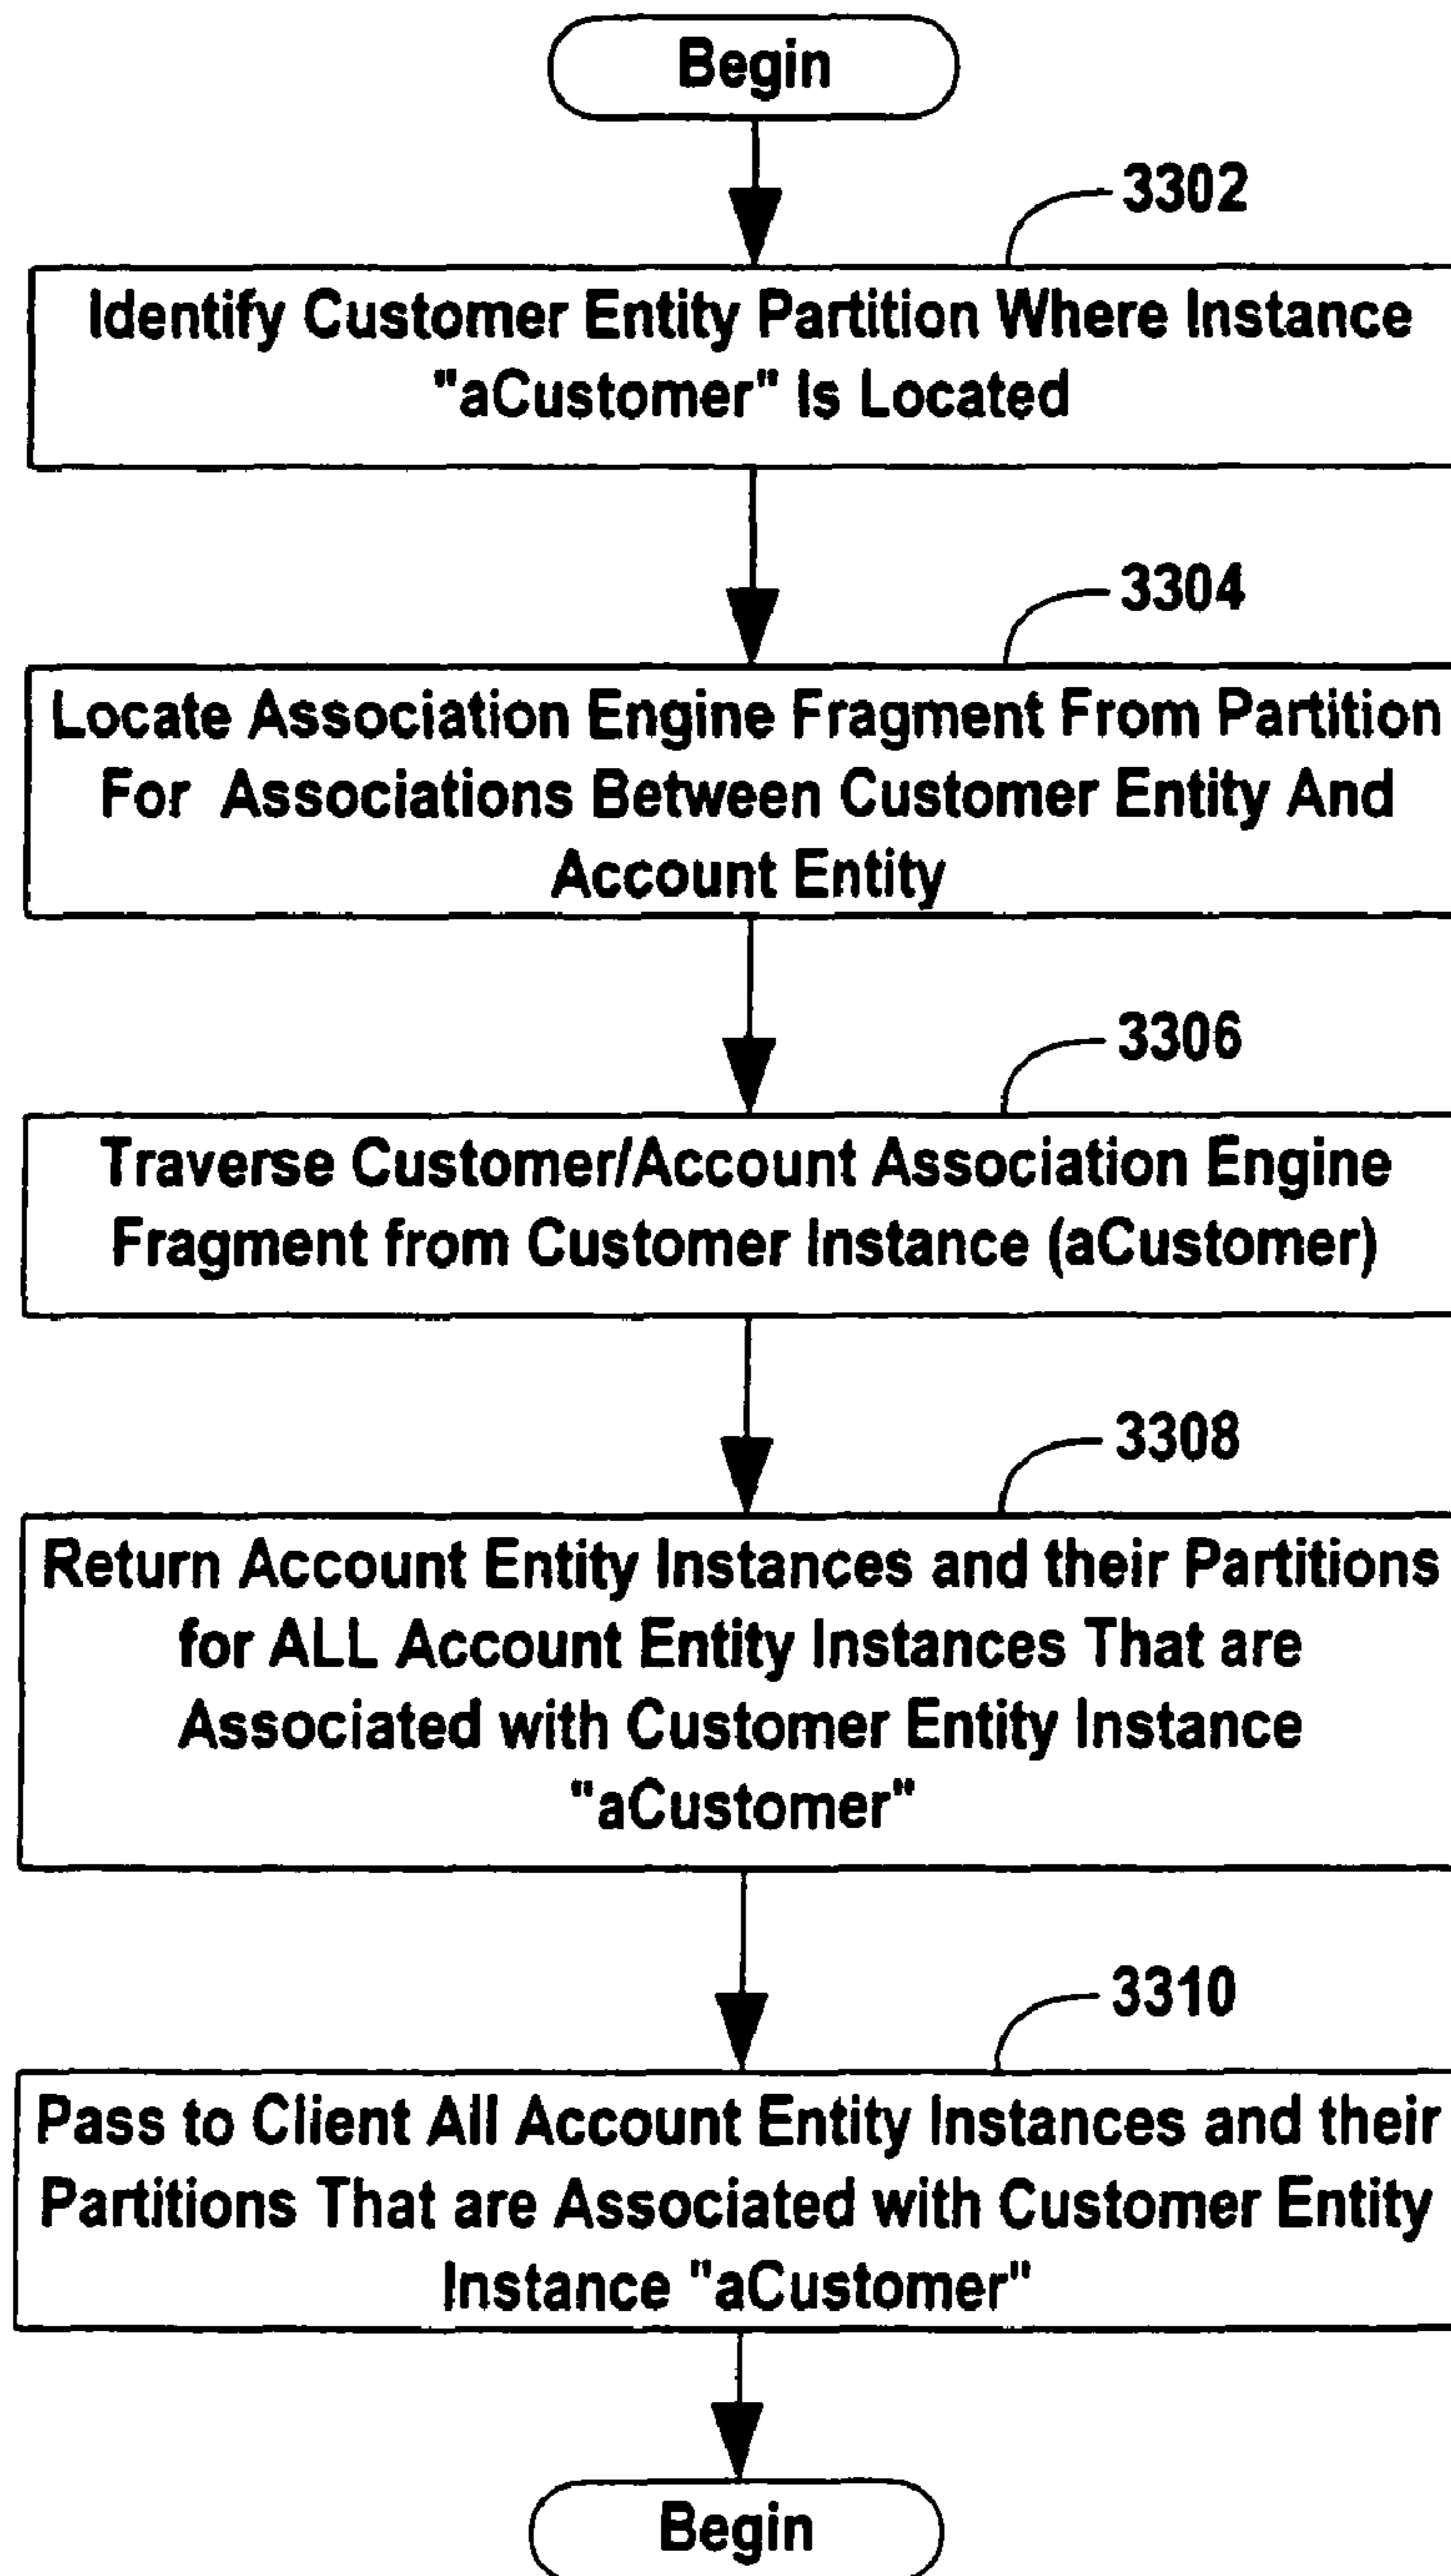 Begin
3302
Identify Customer Entity Partition Where Instance
"aCustomer" Is Located
3304
Locate Association Engine Fragment From Partition
For Associations Between Customer Entity And
Account Entity
3306
Traverse Customer/Account Association Engine
Fragment from Customer Instance (aCustomer)
3308
Return Account Entity Instances and their Partitions
for ALL Account Entity Instances That are
Associated with Customer Entity Instance
"aCustomer"
3310
Pass to Client All Account Entity Instances and their
Partitions That are Associated with Customer Entity
Instance "aCustomer"
Begin